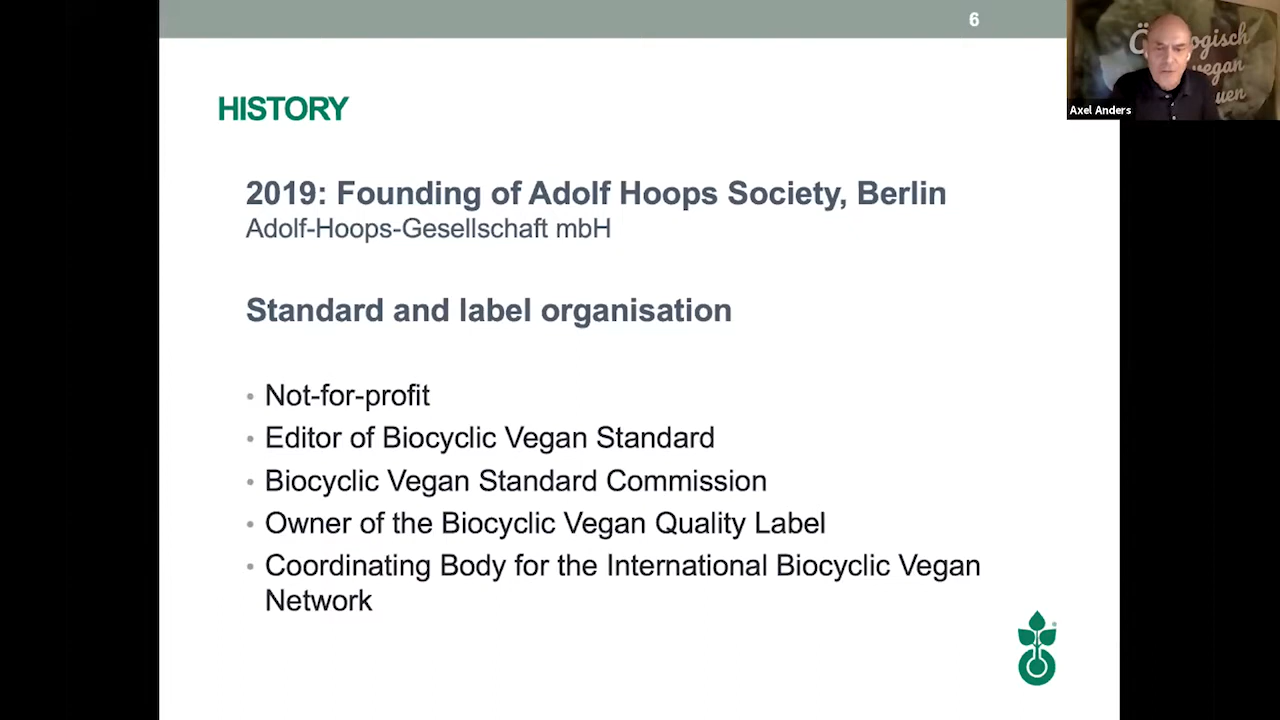 6
HISTORY
2019: Founding of Adolf Hoops Society, Berlin
Adolf-Hoops-Gesellschaft mbH
Standard and label organisation
• Not-for-profit
• Editor of Biocyclic Vegan Standard
• Biocyclic Vegan Standard Commission
• Owner of the Biocyclic Vegan Quality Label
• Coordinating Body for the International Biocyclic Vegan
Network
®
vegan
Axel Anders